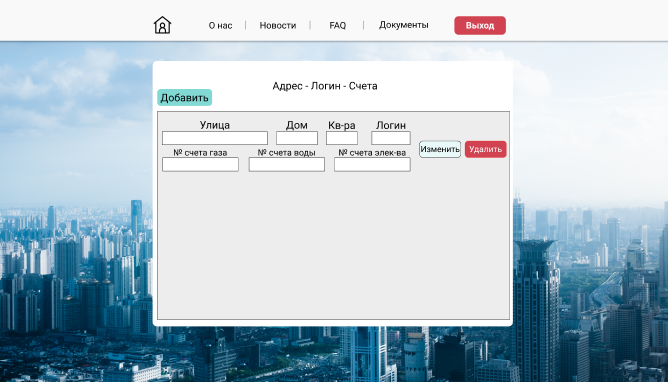 О нас | Новости | FAQ | Документы Выход
Адрес - Логин - Счета
Добавить
Улица Дом Кв-ра Логин
Изменить Удалить
№ счета газа № счета воды № счета элек-ва